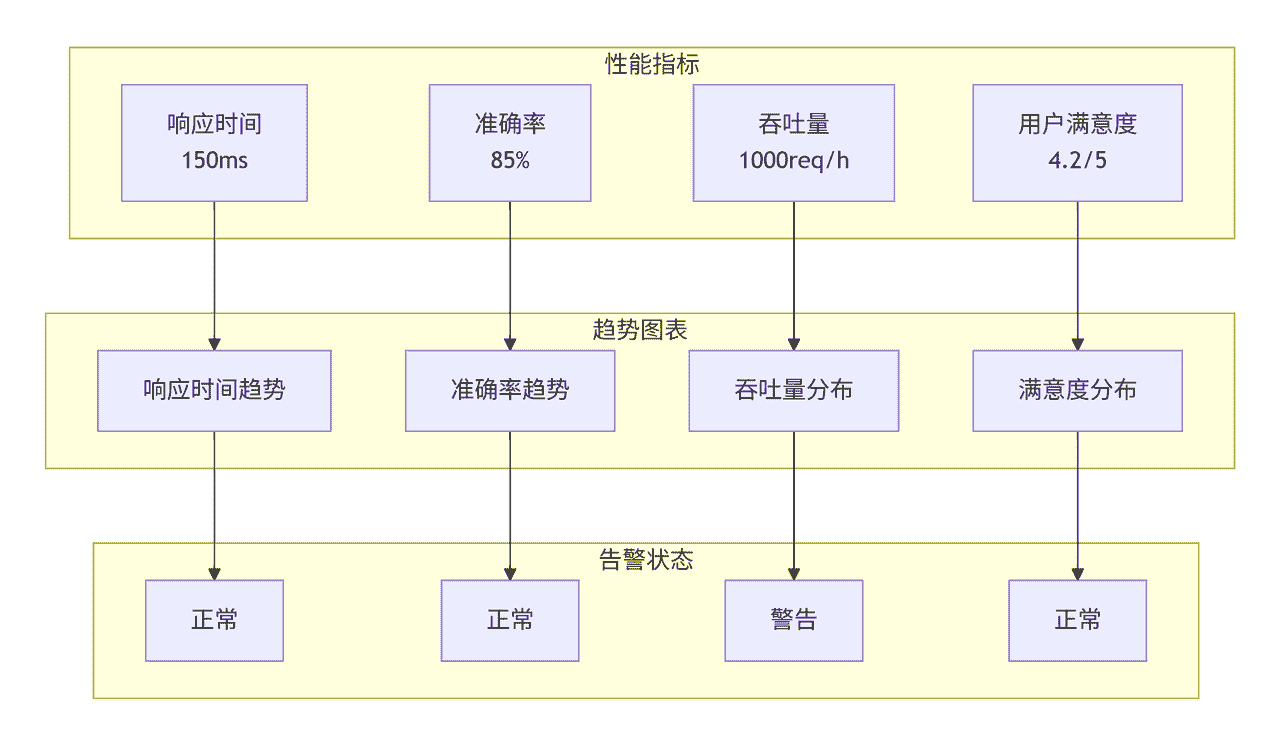 性能指标
响应时间
150ms
准确率
85%
吞吐量
1000req/h
用户满意度
4.2/5
趋势图表
响应时间趋势
准确率趋势
吞吐量分布
满意度分布
告警状态
正常
正常
警告
正常